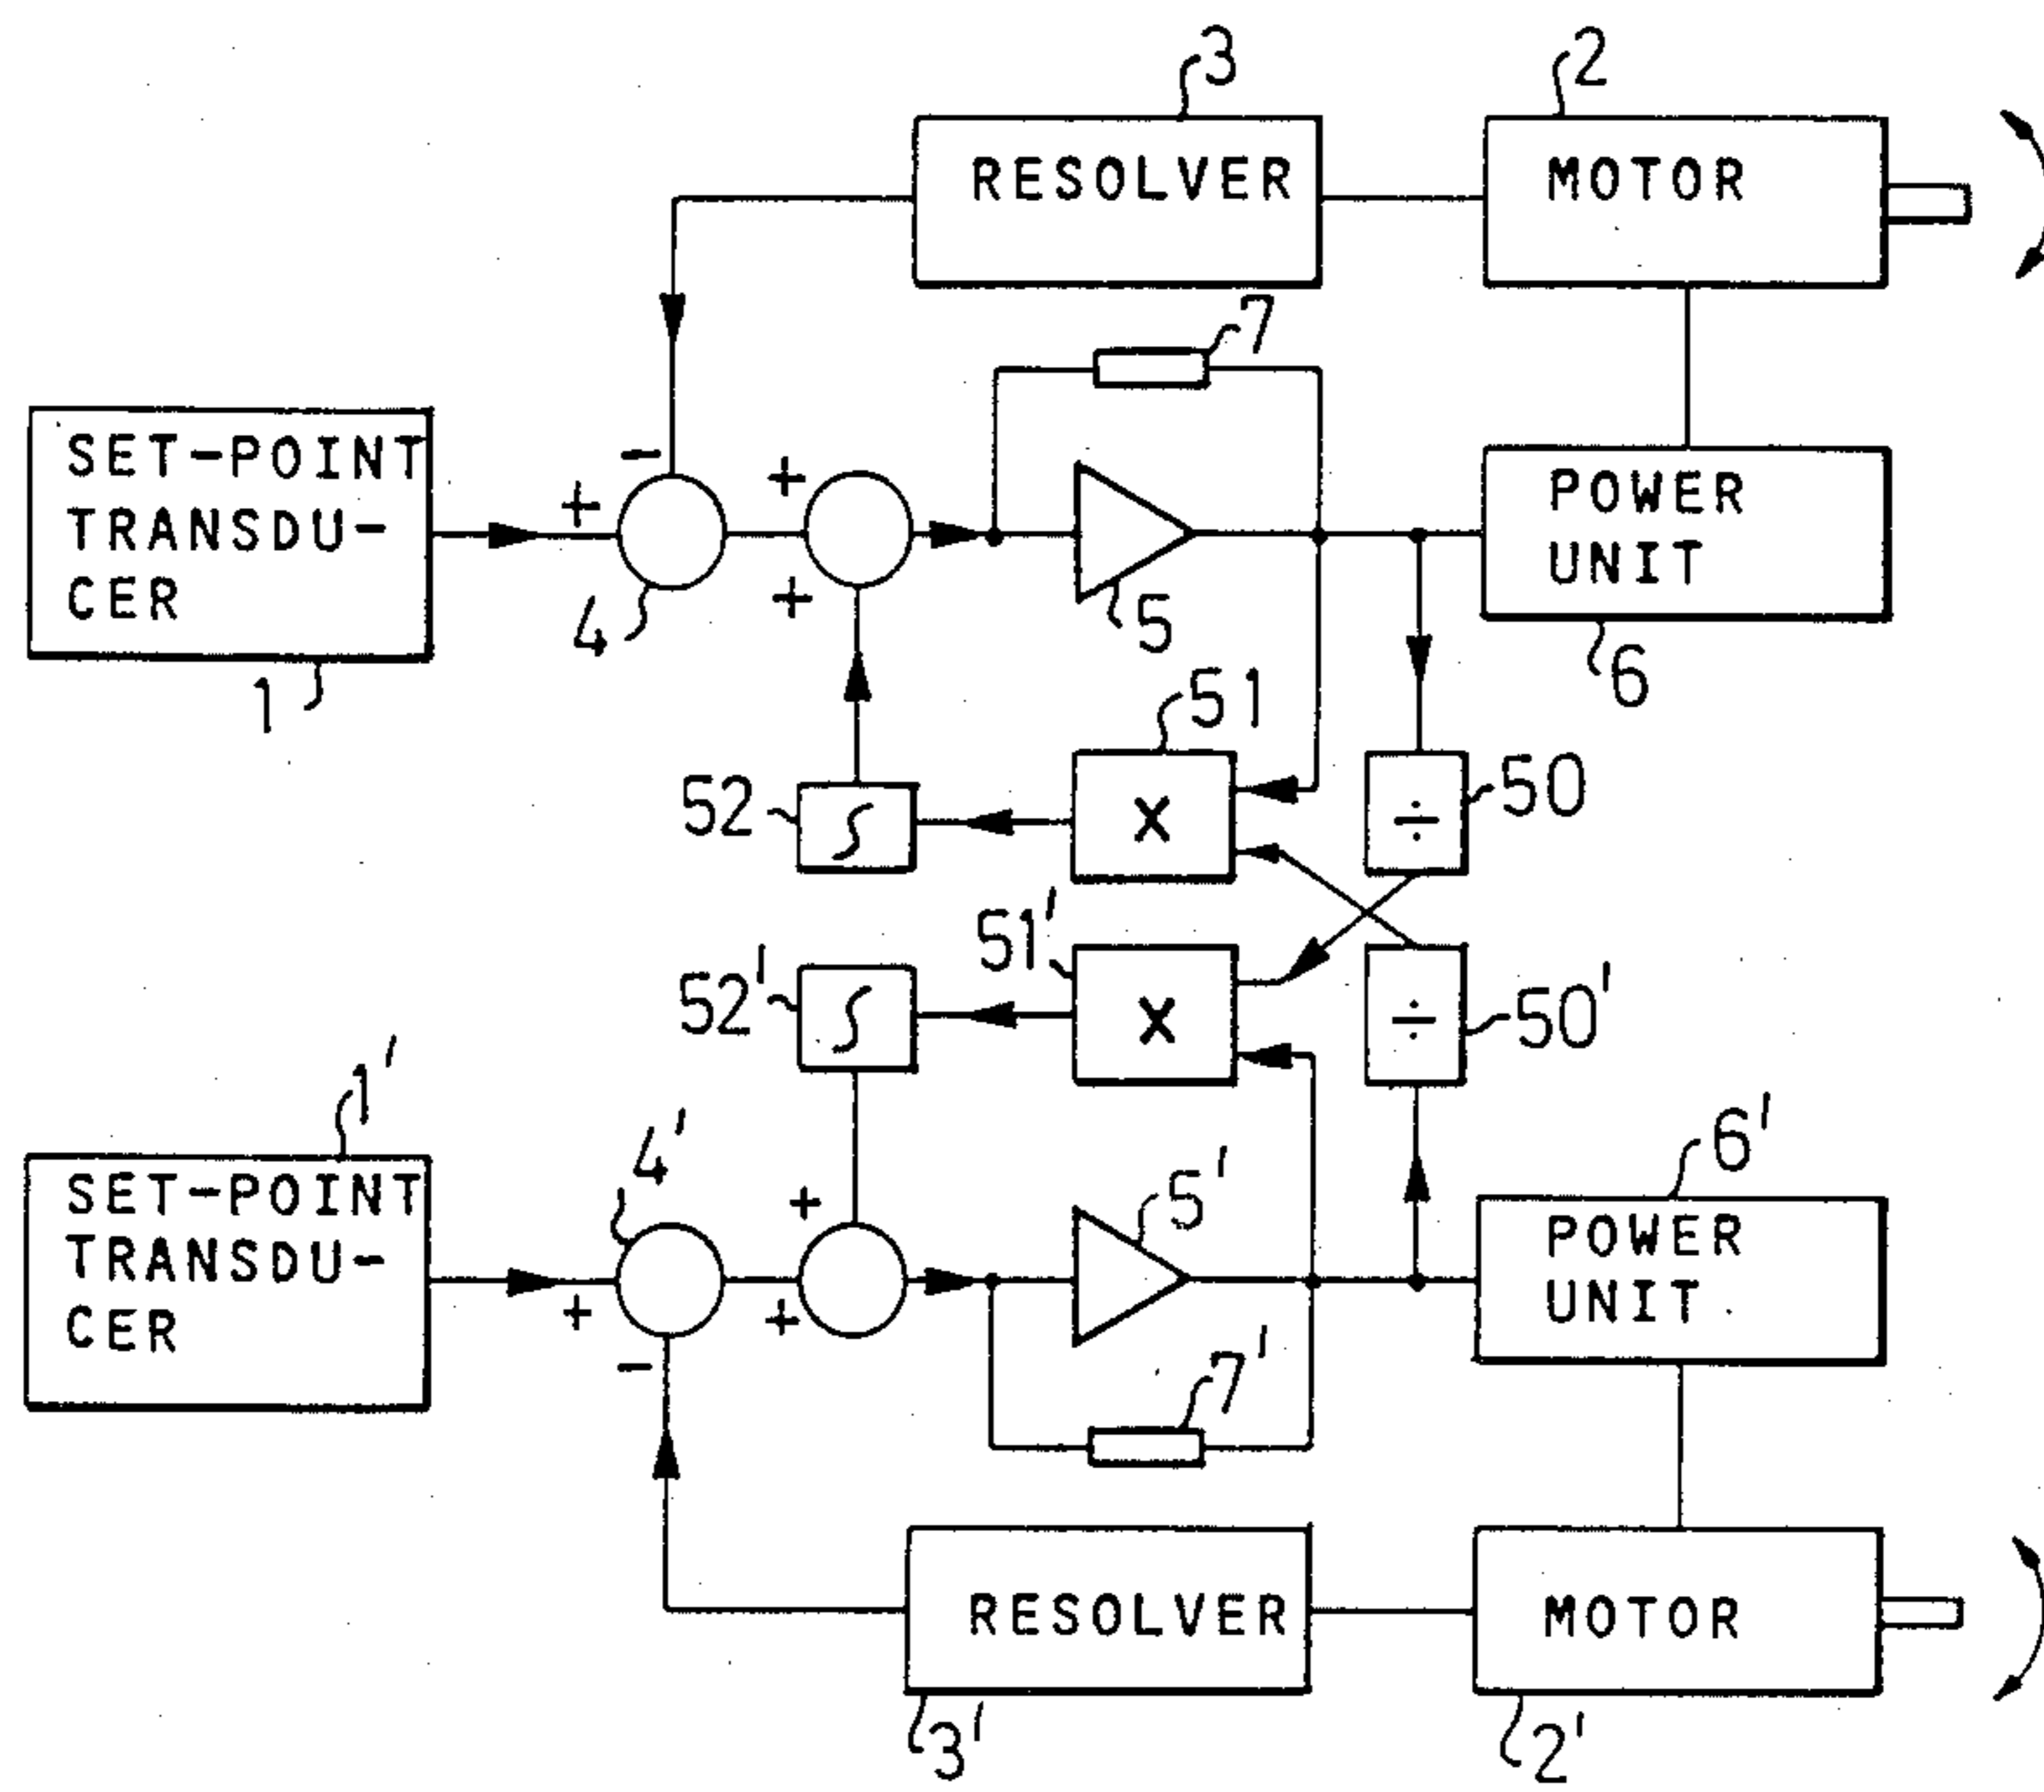 3
2
RESOLVER
MOTOR
7
SET-POINT
TRANSDU-
CER
-
+
+
+
POWER
UNIT
4
5
1
6
51
52
∫
X
÷
50
51'
52'
∫
X
÷
50'
1'
4'
5'
6'
SET-POINT
TRANSDU-
CER
+
+
+
-
POWER
UNIT
7'
RESOLVER
MOTOR
3'
2'